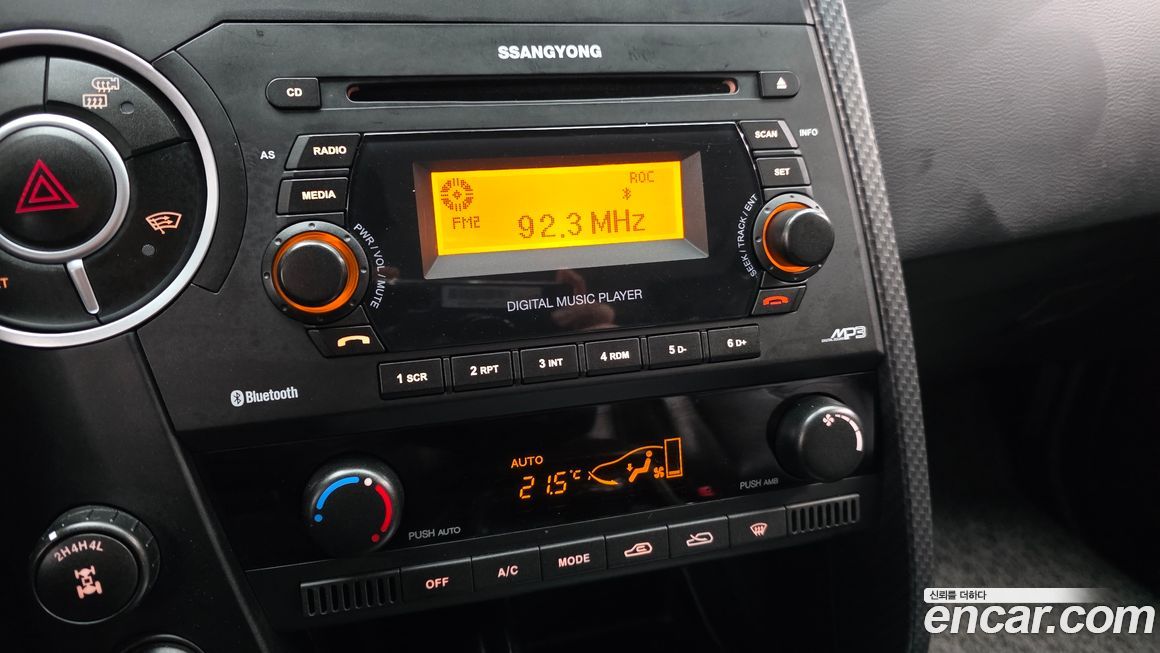 SSANGYONG
CD
AS
RADIO
SCAN
INFO
MEDIA
SET
ROC
FM2
92.3 MHz
PWR / VOL / MUTE
SEEK / TRACK / ENT
DIGITAL MUSIC PLAYER
MP3
1 SCR
2 RPT
3 INT
4 RDM
5 D-
6 D+
Bluetooth
AUTO
21.5°C
PUSH AUTO
PUSH AMB
2H 4H 4L
OFF
A/C
MODE
신뢰를 더하다
encar.com